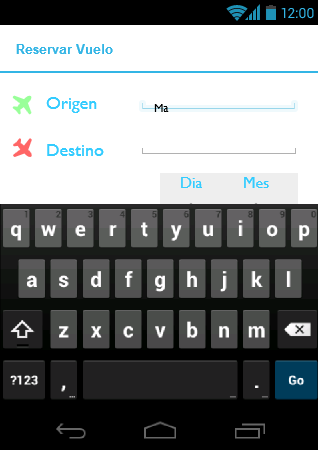 12:00
Reservar Vuelo
Origen Ma
Destino
Dia Mes
1 2 3 4 5 6 7 8 9 0
q w e r t y u i o p
a s d f g h j k l
z x c v b n m
?123 , ... _ . ... Go